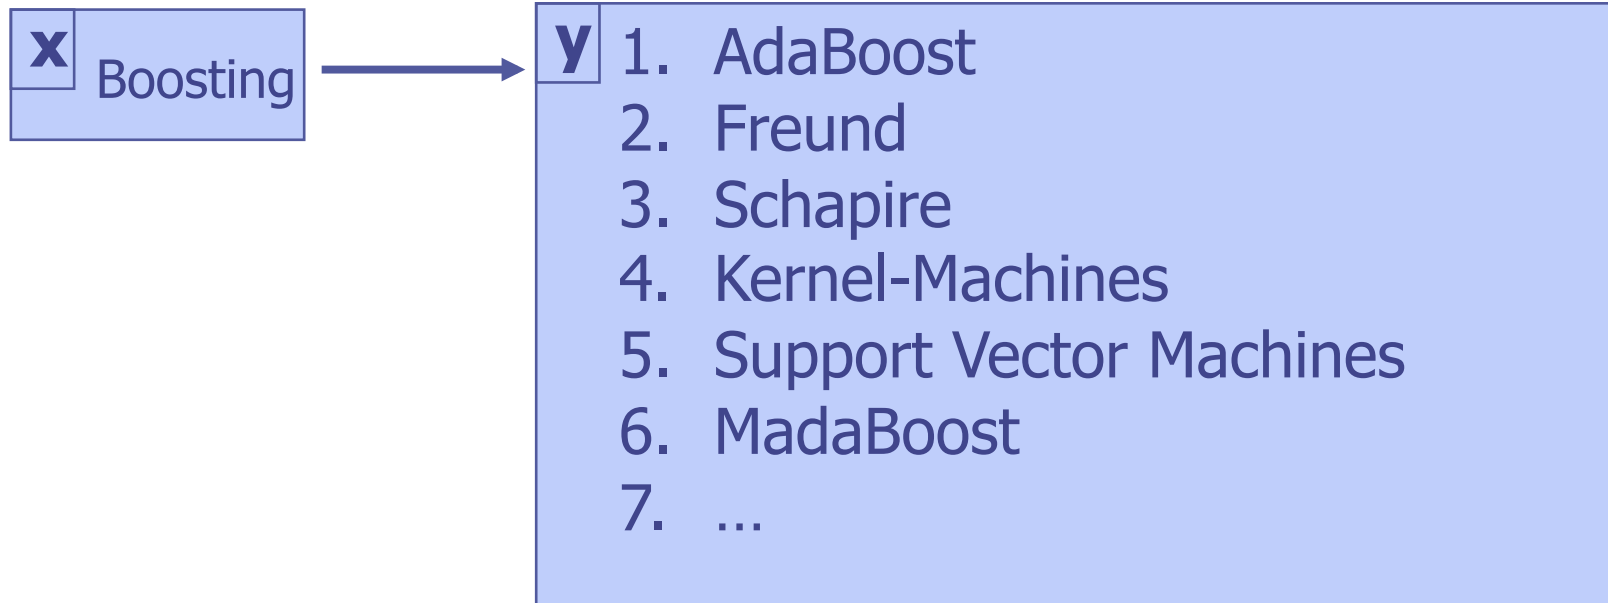 x
Boosting
y
1. AdaBoost
2. Freund
3. Schapire
4. Kernel-Machines
5. Support Vector Machines
6. MadaBoost
7. …